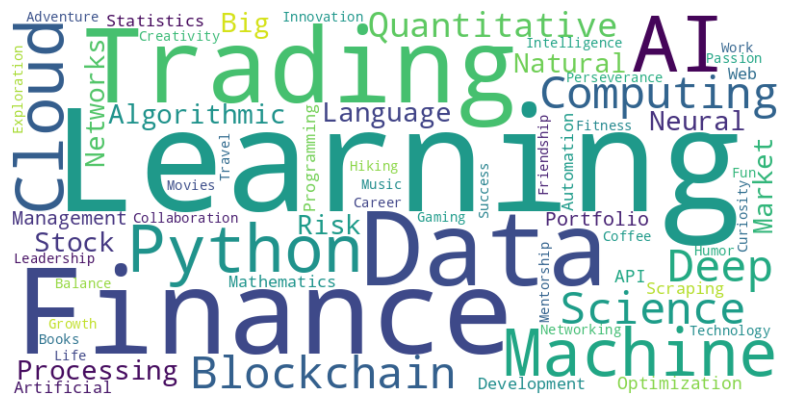 Adventure
Statistics
Big
Innovation
Quantitative
AI
Work
Creativity
Intelligence
Passion
Cloud
Trading
Natural
Web
Exploration
Networks
Perseverance
Computing
Algorithmic
Language
Neural
Programming
Learning
Friendship
Automation
Fitness
Market
Travel
Hiking
Fun
Movies
Music
Success
Curiosity
Career
Management
Collaboration
Risk
Gaming
Portfolio
Stock
Python
Data
Coffee
Humor
Leadership
Deep
Balance
Mathematics
Mentorship
API
Scraping
Finance
Science
Growth
Networking
Technology
Books
Life
Machine
Processing
Blockchain
Artificial
Development
Optimization